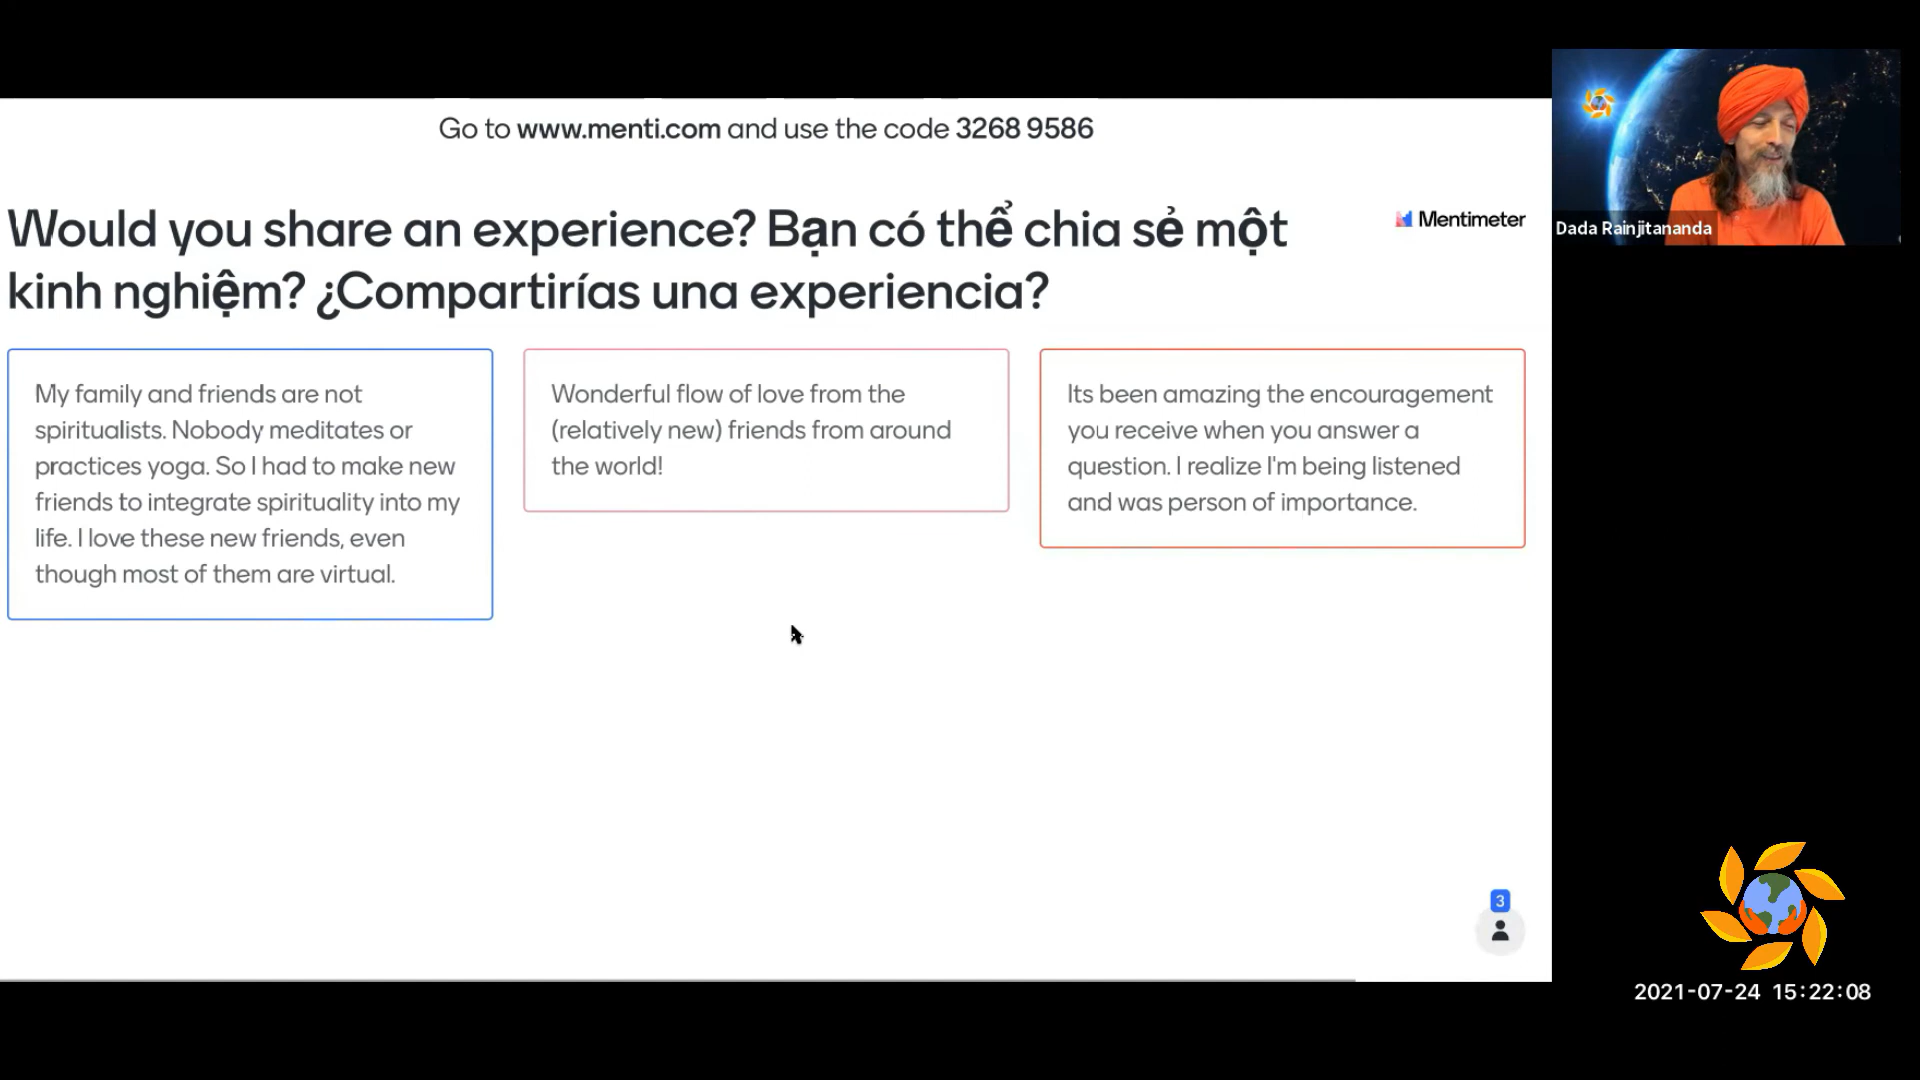 Go to www.menti.com and use the code 3268 9586
Would you share an experience? Bạn có thể chia sẻ một
kinh nghiệm? ¿Compartirías una experiencia?
Mentimeter
My family and friends are not
spiritualists. Nobody meditates or
practices yoga. So I had to make new
friends to integrate spirituality into my
life. I love these new friends, even
though most of them are virtual.
Wonderful flow of love from the
(relatively new) friends from around
the world!
Its been amazing the encouragement
you receive when you answer a
question. I realize I'm being listened
and was person of importance.
3
Dada Rainjitananda
2021-07-24 15:22:08